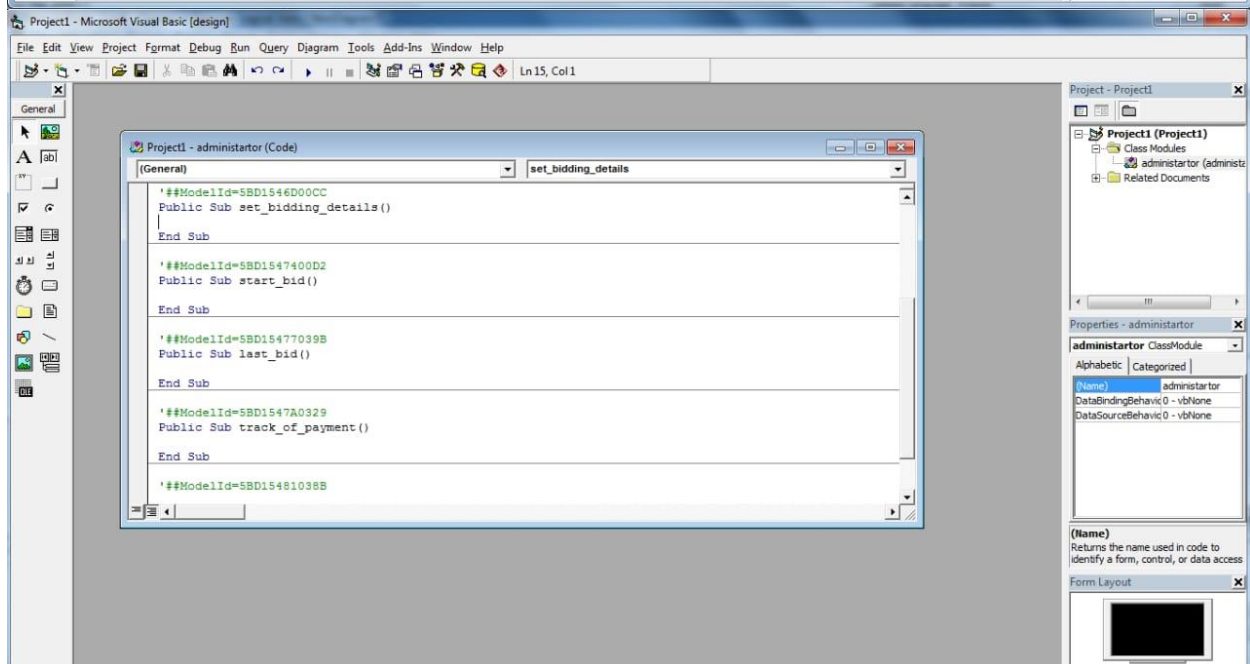 Project1 - Microsoft Visual Basic [design]
File Edit View Project Format Debug Run Query Diagram Tools Add-Ins Window Help
Ln 15, Col 1
General
A ab|
Project1 - administartor (Code)
(General) set_bidding_details
'##ModelId=5BD1546D00CC
Public Sub set_bidding_details()
End Sub
'##ModelId=5BD1547400D2
Public Sub start_bid()
End Sub
'##ModelId=5BD15477039B
Public Sub last_bid()
End Sub
'##ModelId=5BD1547A0329
Public Sub track_of_payment()
End Sub
'##ModelId=5BD15481038B
Project - Project1
Project1 (Project1)
Class Modules
administartor (administa
Related Documents
Properties - administartor
administartor ClassModule
Alphabetic Categorized
(Name) administartor
DataBindingBehavic 0 - vbNone
DataSourceBehavic 0 - vbNone
(Name)
Returns the name used in code to
identify a form, control, or data access
Form Layout